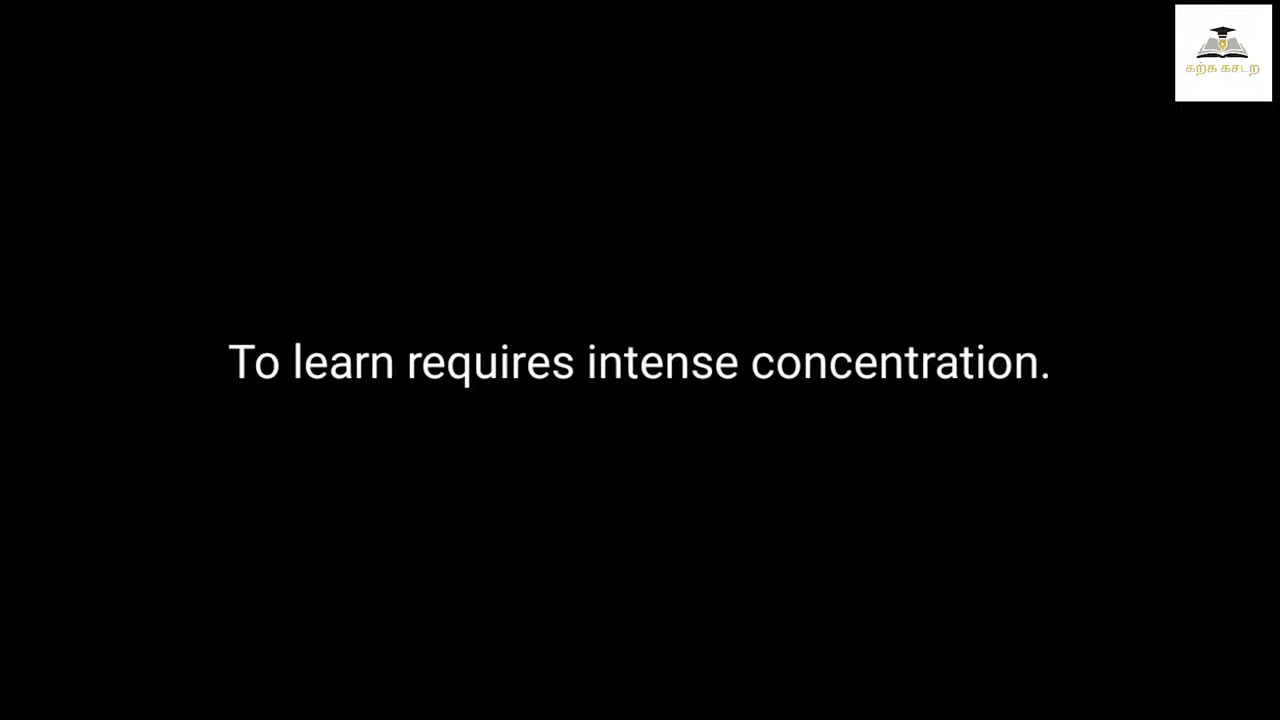 கற்க கசடற
To learn requires intense concentration.